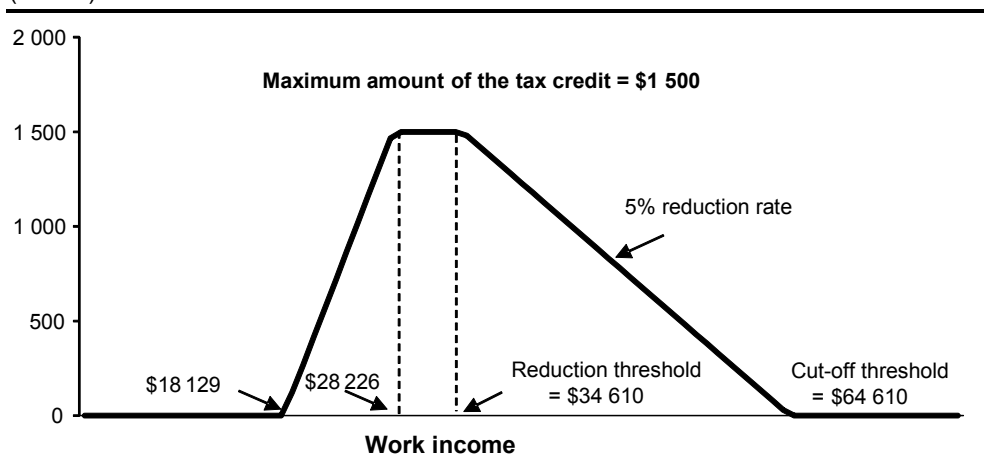 2 000
Maximum amount of the tax credit = $1 500
1 500
5% reduction rate
1 000
500
Reduction threshold
= $34 610
Cut-off threshold
= $64 610
$18 129
$28 226
0
Work income